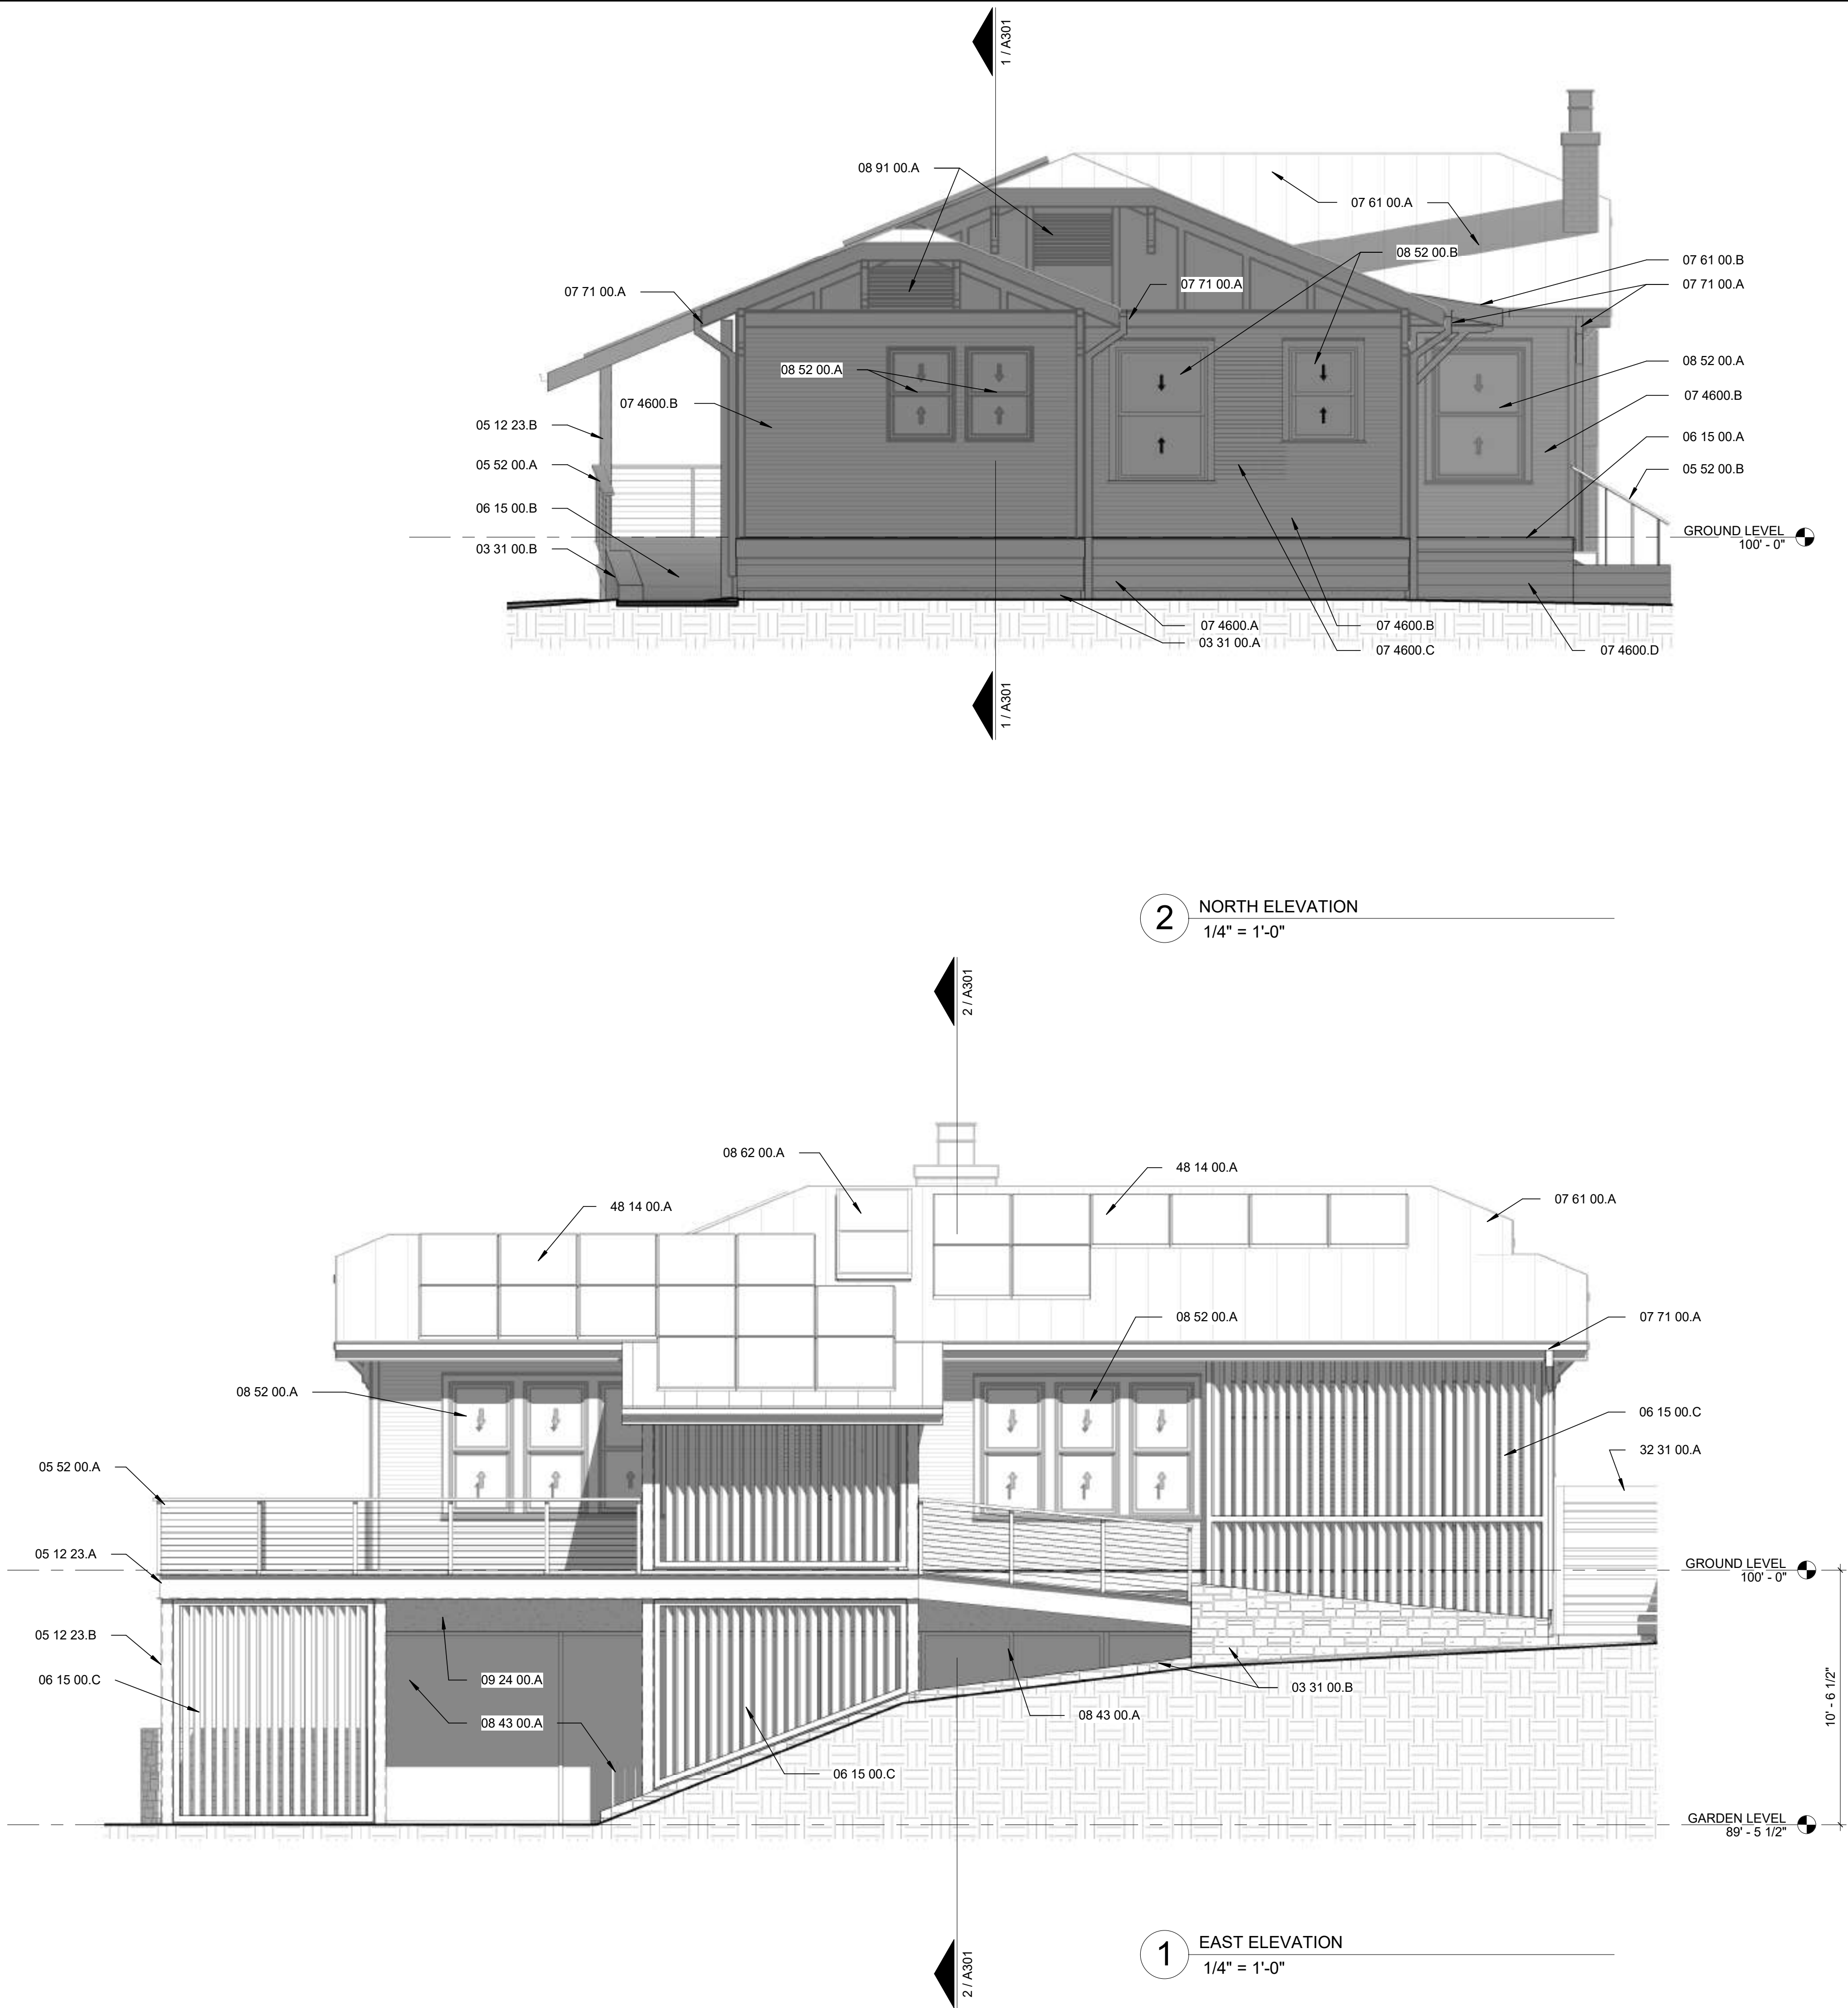 1 / A301
08 91 00.A
07 61 00.A
08 52 00.B
07 61 00.B
07 71 00.A
07 71 00.A
07 71 00.A
08 52 00.A
08 52 00.A
07 4600.B
07 4600.B
05 12 23.B
06 15 00.A
05 52 00.A
05 52 00.B
06 15 00.B
GROUND LEVEL
100' - 0"
03 31 00.B
07 4600.A
07 4600.B
03 31 00.A
07 4600.C
07 4600.D
1 / A301
2
NORTH ELEVATION
1/4" = 1'-0"
2 / A301
08 62 00.A
48 14 00.A
48 14 00.A
07 61 00.A
08 52 00.A
07 71 00.A
08 52 00.A
06 15 00.C
32 31 00.A
05 52 00.A
05 12 23.A
GROUND LEVEL
100' - 0"
05 12 23.B
06 15 00.C
09 24 00.A
03 31 00.B
08 43 00.A
08 43 00.A
10' - 6 1/2"
06 15 00.C
GARDEN LEVEL
89' - 5 1/2"
1
EAST ELEVATION
1/4" = 1'-0"
2 / A301